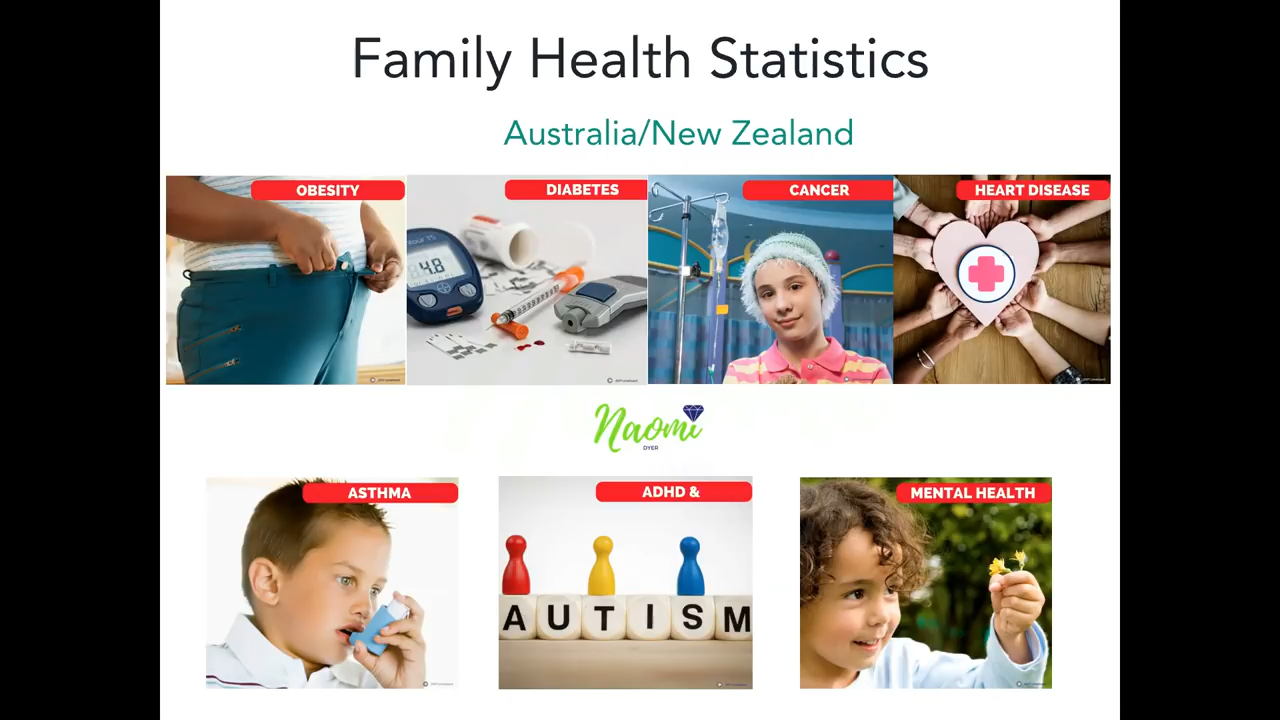 Family Health Statistics
Australia/New Zealand
OBESITY
DIABETES
CANCER
HEART DISEASE
4.8
Naomi
DYER
ASTHMA
ADHD &
MENTAL HEALTH
AUTISM